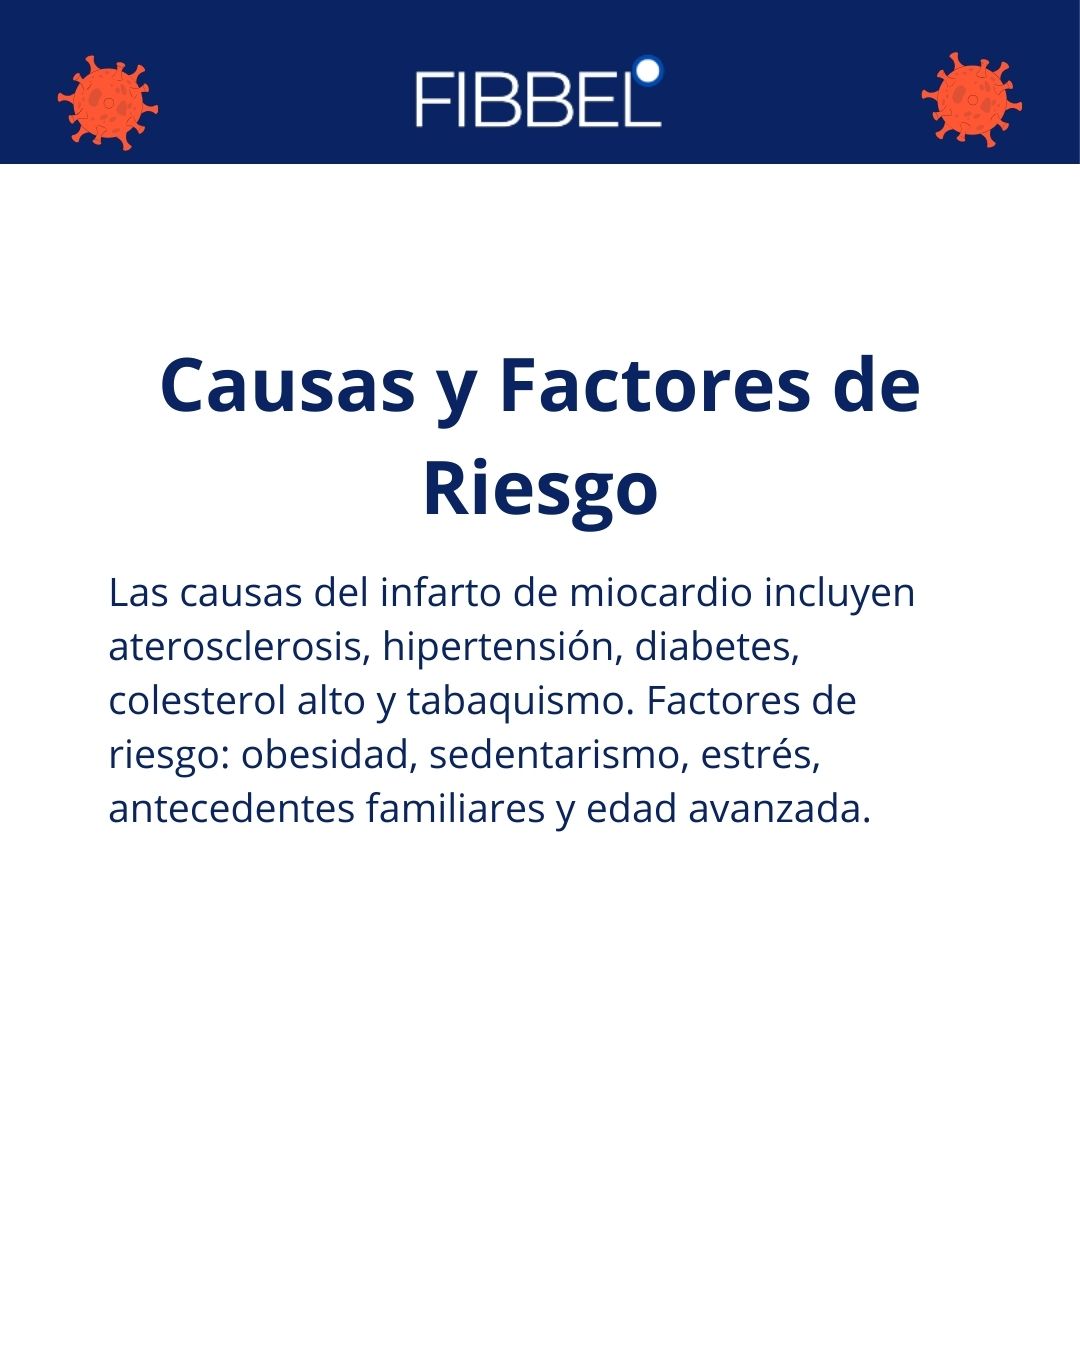 FIBBEL
Causas y Factores de
Riesgo
Las causas del infarto de miocardio incluyen
aterosclerosis, hipertensión, diabetes,
colesterol alto y tabaquismo. Factores de
riesgo: obesidad, sedentarismo, estrés,
antecedentes familiares y edad avanzada.